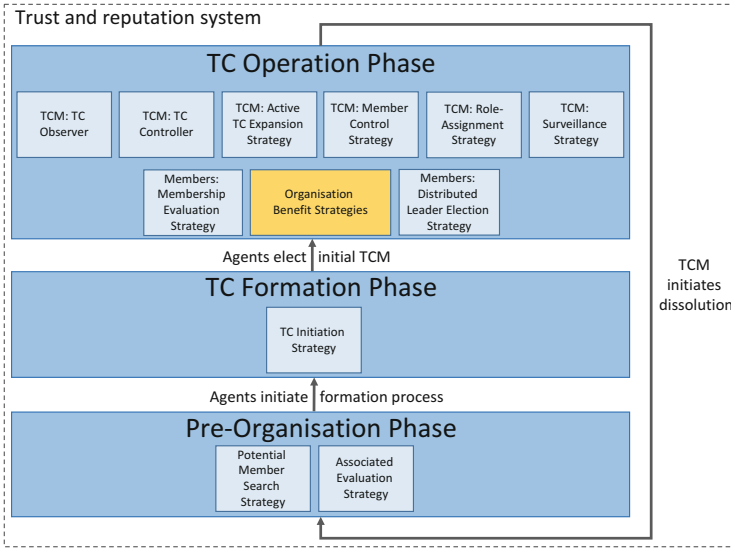 Trust and reputation system
TC Operation Phase
TCM: TC
Observer
TCM: TC
Controller
TCM: Active
TC Expansion
Strategy
TCM: Member
Control
Strategy
TCM: Role-
Assignment
Strategy
TCM:
Surveillance
Strategy
Members:
Membership
Evaluation
Strategy
Organisation
Benefit Strategies
Members:
Distributed
Leader Election
Strategy
Agents elect initial TCM
TCM
initiates
dissolution
TC Formation Phase
TC Initiation
Strategy
Agents initiate formation process
Pre-Organisation Phase
Potential
Member
Search
Strategy
Associated
Evaluation
Strategy